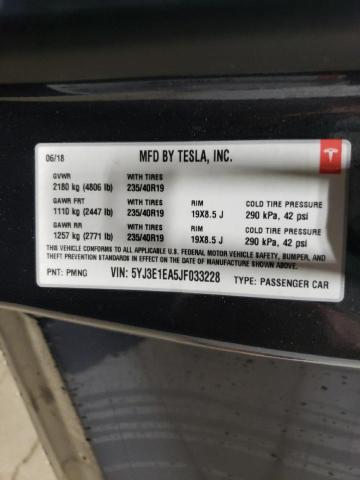 06/18 MFD BY TESLA, INC.
GVWR WITH TIRES
2180 kg (4806 lb) 235/40R19
GAWR FRT WITH TIRES RIM COLD TIRE PRESSURE
1110 kg (2447 lb) 235/40R19 19X8.5 J 290 kPa, 42 psi
GAWR RR WITH TIRES RIM COLD TIRE PRESSURE
1257 kg (2771 lb) 235/40R19 19X8.5 J 290 kPa, 42 psi
THIS VEHICLE CONFORMS TO ALL APPLICABLE U.S. FEDERAL MOTOR VEHICLE SAFETY, BUMPER, AND
THEFT PREVENTION STANDARDS IN EFFECT ON THE DATE OF MANUFACTURE SHOWN ABOVE.
PNT: PMNG VIN: 5YJ3E1EA5JF033228 TYPE: PASSENGER CAR